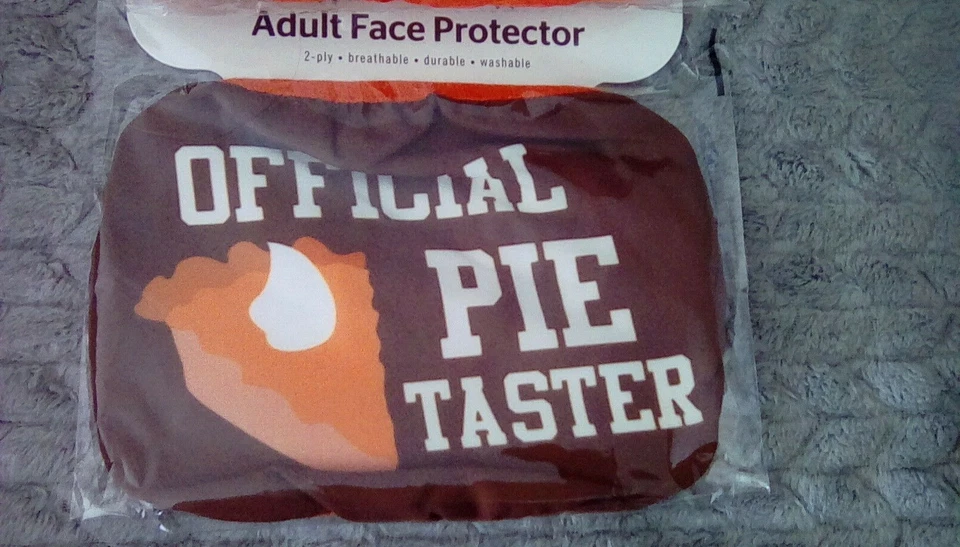 Adult Face Protector
2-ply • breathable • durable • washable
OFFICIAL
PIE
TASTER